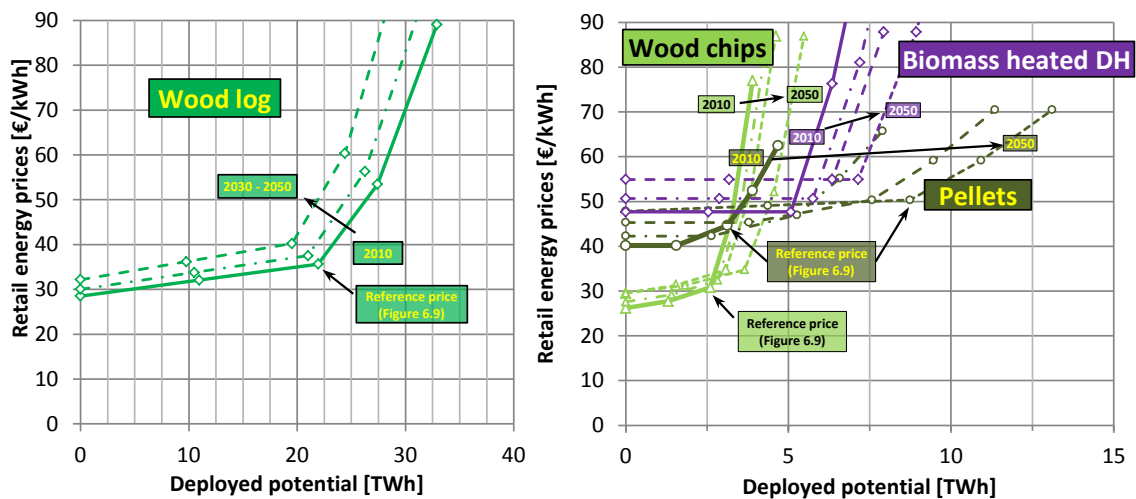 Retail energy prices [€/kWh]
90
80
70
60
50
40
30
20
10
0
Wood log
2030 - 2050
2010
Reference price
(Figure 6.9)
0
10
20
30
40
Deployed potential [TWh]
Retail energy prices [€/kWh]
90
80
70
60
50
40
30
20
10
0
Wood chips
Biomass heated DH
2010
2050
2010
2050
2010
2050
Pellets
Reference price
(Figure 6.9)
Reference price
(Figure 6.9)
0
5
10
15
Deployed potential [TWh]